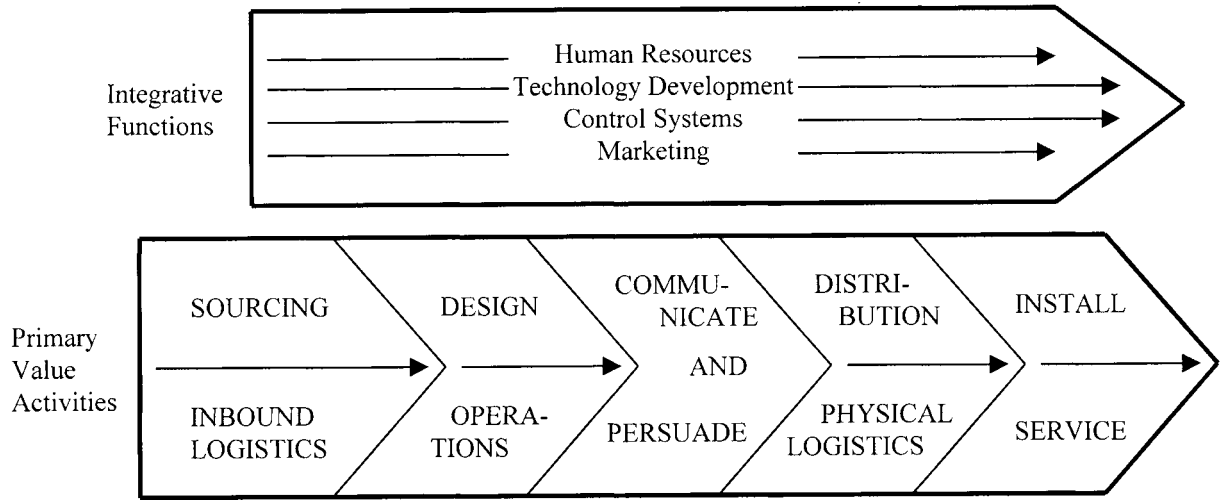 Integrative
Functions
Human Resources
Technology Development
Control Systems
Marketing
Primary
Value
Activities
SOURCING
INBOUND
LOGISTICS
DESIGN
OPERA-
TIONS
COMMU-
NICATE
AND
PERSUADE
DISTRI-
BUTION
PHYSICAL
LOGISTICS
INSTALL
SERVICE